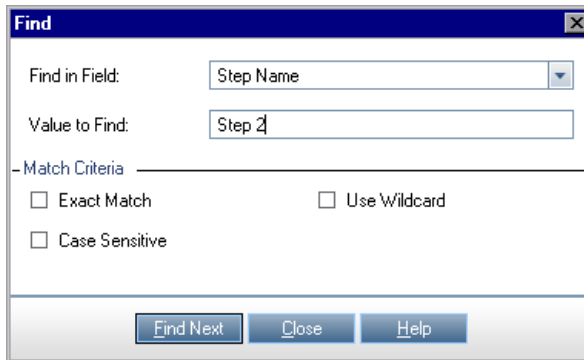 Find
Find in Field: Step Name
Value to Find: Step 2
Match Criteria
Exact Match Use Wildcard
Case Sensitive
Find Next Close Help